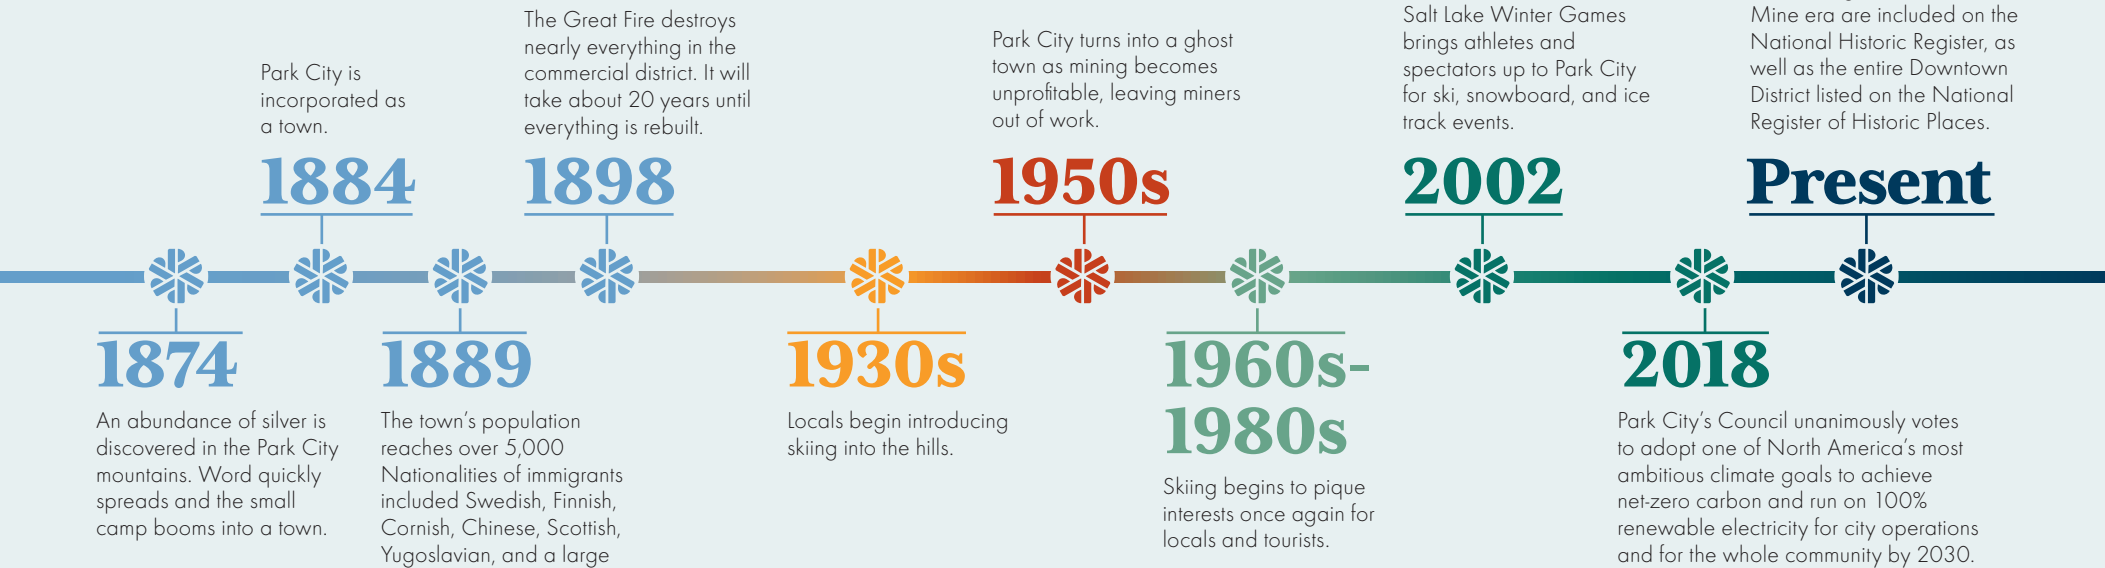 The Great Fire destroys
nearly everything in the
commercial district. It will
take about 20 years until
everything is rebuilt.
1898
Park City is
incorporated as
a town.
1884
Park City turns into a ghost
town as mining becomes
unprofitable, leaving miners
out of work.
1950s
Salt Lake Winter Games
brings athletes and
spectators up to Park City
for ski, snowboard, and ice
track events.
2002
Mine era are included on the
National Historic Register, as
well as the entire Downtown
District listed on the National
Register of Historic Places.
Present
1874
An abundance of silver is
discovered in the Park City
mountains. Word quickly
spreads and the small
camp booms into a town.
1889
The town's population
reaches over 5,000
Nationalities of immigrants
included Swedish, Finnish,
Cornish, Chinese, Scottish,
Yugoslavian, and a large
1930s
Locals begin introducing
skiing into the hills.
1960s-
1980s
Skiing begins to pique
interests once again for
locals and tourists.
2018
Park City's Council unanimously votes
to adopt one of North America's most
ambitious climate goals to achieve
net-zero carbon and run on 100%
renewable electricity for city operations
and for the whole community by 2030.